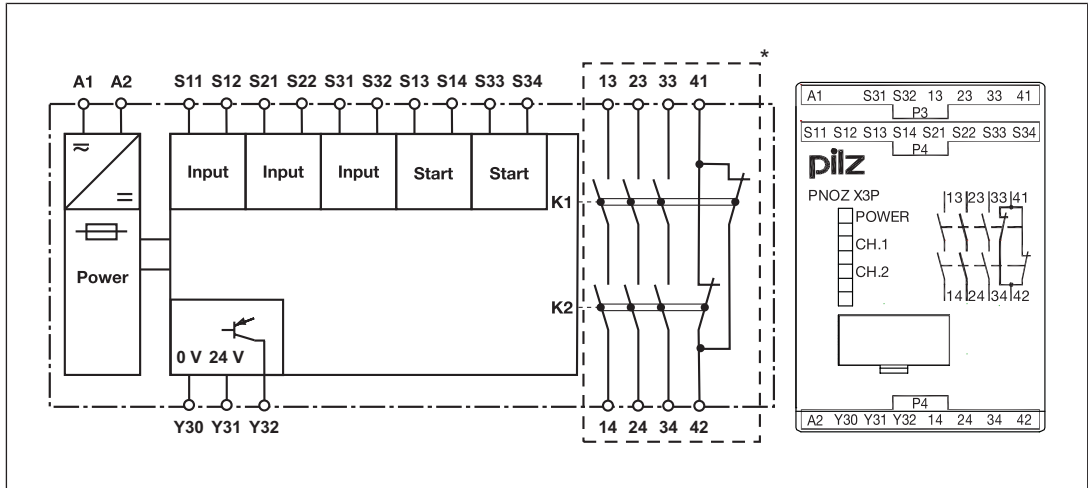 *
A1 A2 S11 S12 S21 S22 S31 S32 S13 S14 S33 S34 13 23 33 41
Input Input Input Start Start
K1
Power
K2
0 V 24 V
Y30 Y31 Y32
14 24 34 42
A1 S31 S32 13 23 33 41
P3
S11 S12 S13 S14 S21 S22 S33 S34
P4
pilz
PNOZ X3P
13 23 33 41
POWER
CH.1
CH.2
14 24 34 42
P4
A2 Y30 Y31 Y32 14 24 34 42